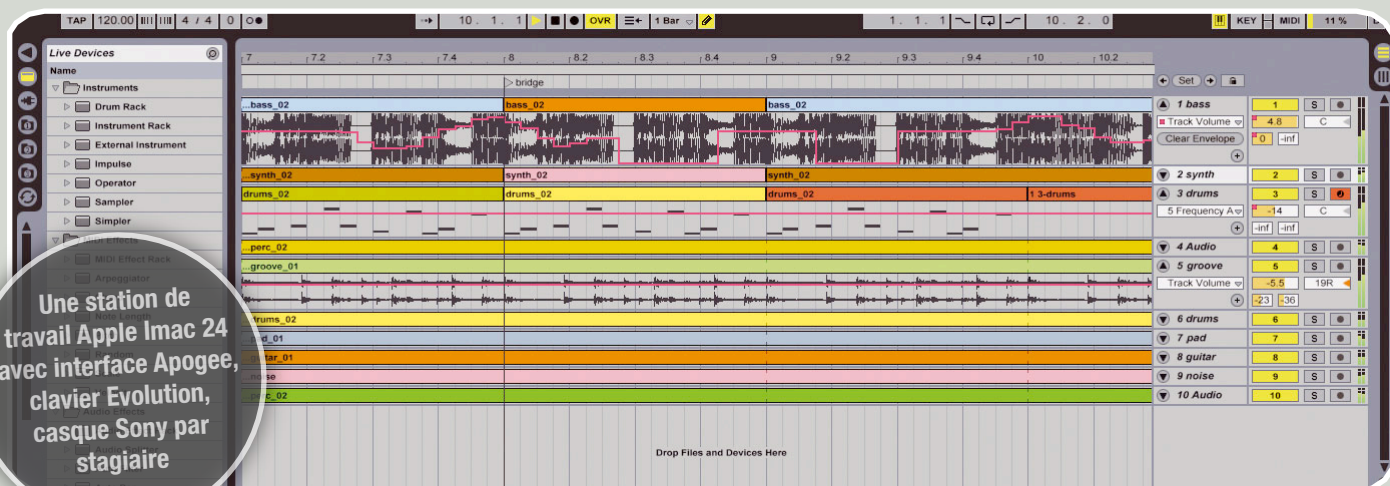 TAP 120.00 4 / 4 0 10. 1. 1 OVR 1 Bar 1. 1. 1 10. 2. 0 KEY MIDI 11 %
Live Devices
Name
Instruments
Drum Rack
Instrument Rack
External Instrument
Impulse
Operator
Sampler
Simpler
MIDI Effects
MIDI Effect Rack
Arpeggiator
Note Length
Random
Audio Effects
Une station de
travail Apple Imac 24
avec interface Apogee,
clavier Evolution,
casque Sony par
stagiaire
7 7.2 7.3 7.4 8 8.2 8.3 8.4 9 9.2 9.3 9.4 10 10.2
bridge
Set
...bass_02 bass_02 bass_02
1 bass 1 S
Track Volume 4.8 C
Clear Envelope 0 -inf
...synth_02 synth_02 synth_02
2 synth 2 S
drums_02 drums_02 drums_02 1 3-drums
3 drums 3 S
5 Frequency A -14 C
-inf -inf
...perc_02
4 Audio 4 S
...groove_01
5 groove 5 S
Track Volume -5.5 19R
-23 -36
drums_02
6 drums 6 S
7 pad 7 S
8 guitar 8 S
noise
9 noise 9 S
10 Audio 10 S
Drop Files and Devices Here